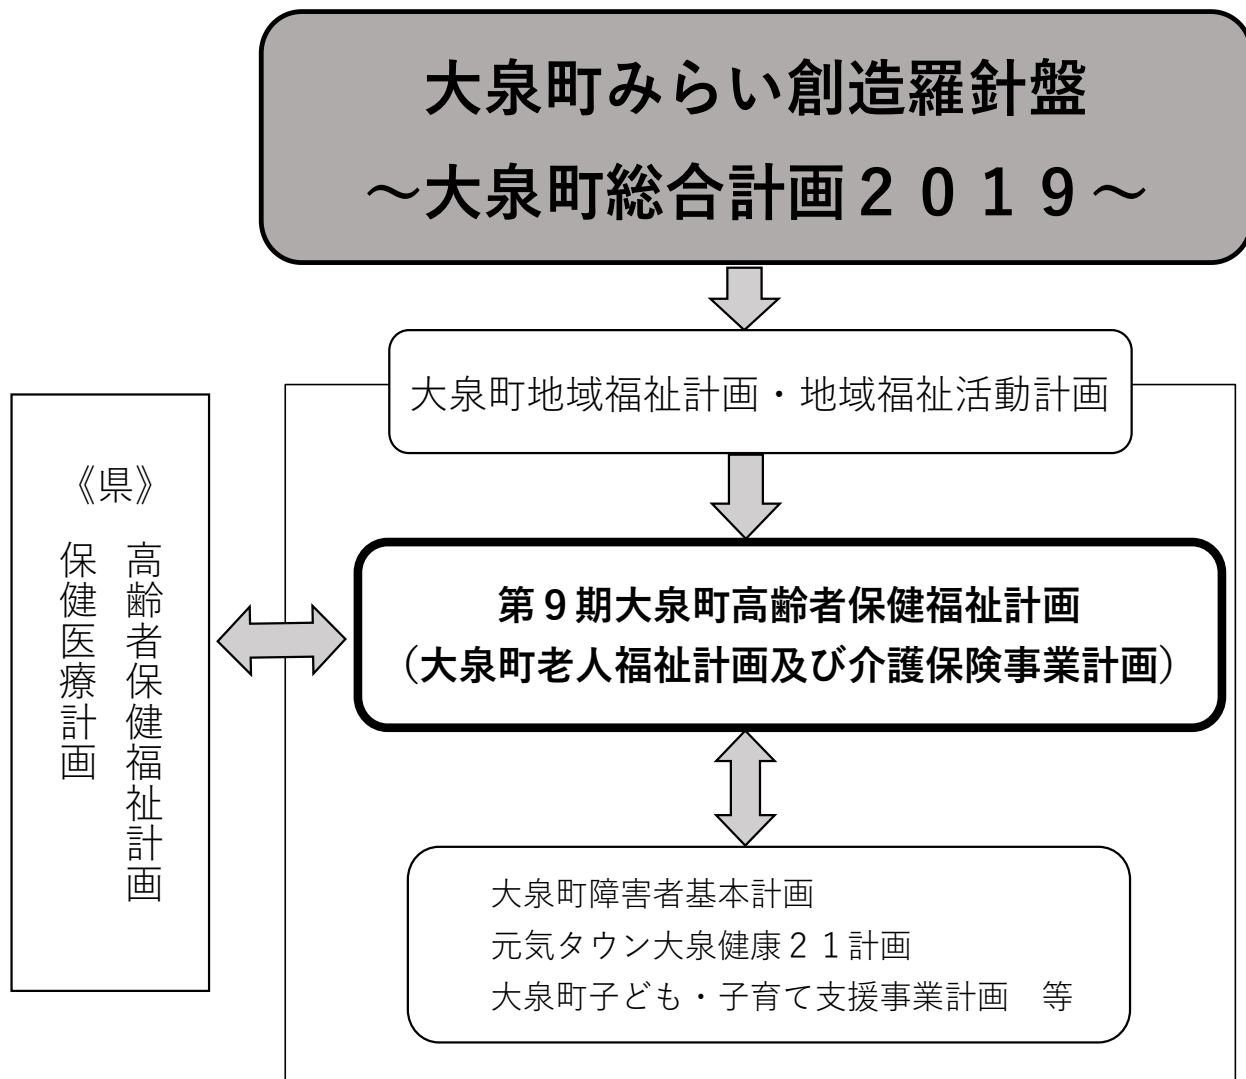 大泉町みらい創造羅針盤
～大泉町総合計画２０１９～
大泉町地域福祉計画・地域福祉活動計画
《県》
高齢者保健福祉計画
保健医療計画
第９期大泉町高齢者保健福祉計画
（大泉町老人福祉計画及び介護保険事業計画）
大泉町障害者基本計画
元気タウン大泉健康２１計画
大泉町子ども・子育て支援事業計画　等